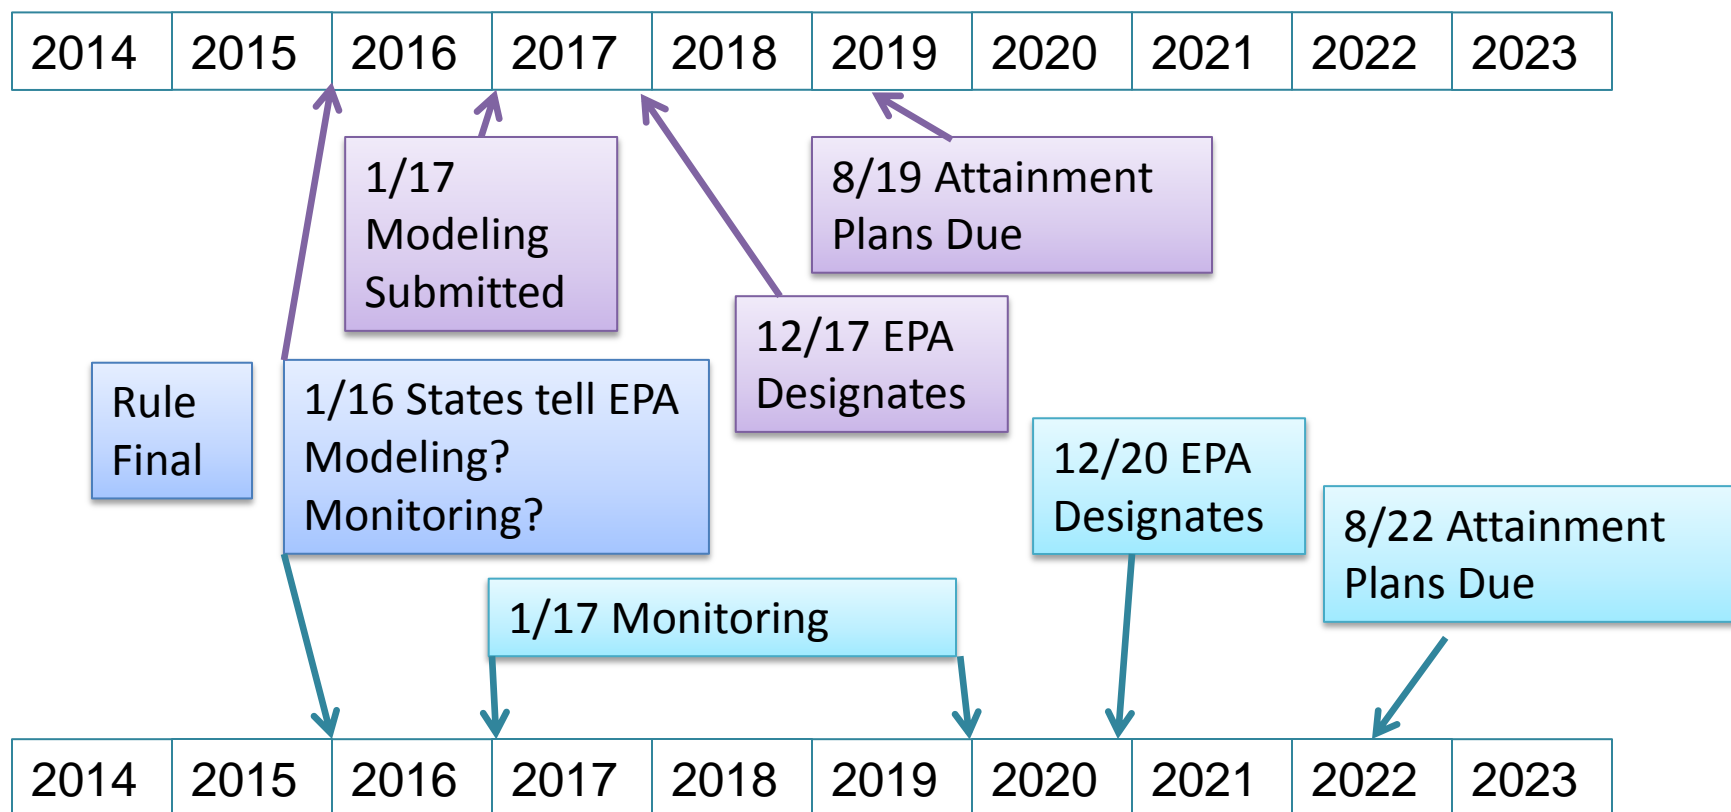 2014 2015 2016 2017 2018 2019 2020 2021 2022 2023
1/17
Modeling
Submitted
8/19 Attainment
Plans Due
12/17 EPA
Designates
Rule
Final
1/16 States tell EPA
Modeling?
Monitoring?
12/20 EPA
Designates
8/22 Attainment
Plans Due
1/17 Monitoring
2014 2015 2016 2017 2018 2019 2020 2021 2022 2023